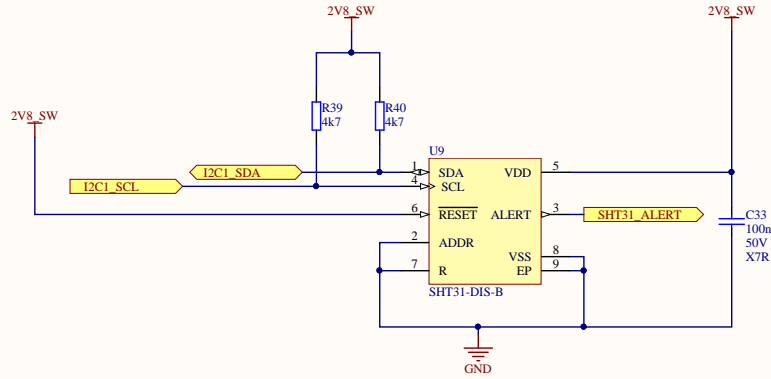 2V8_SW
2V8_SW
2V8_SW
R39
4k7
R40
4k7
U9
I2C1_SDA
I2C1_SCL
1
SDA
4
SCL
6
RESET
2
ADDR
7
R
VDD
5
ALERT
3
SHT31_ALERT
VSS
8
EP
9
SHT31-DIS-B
C33
100n
50V
X7R
GND